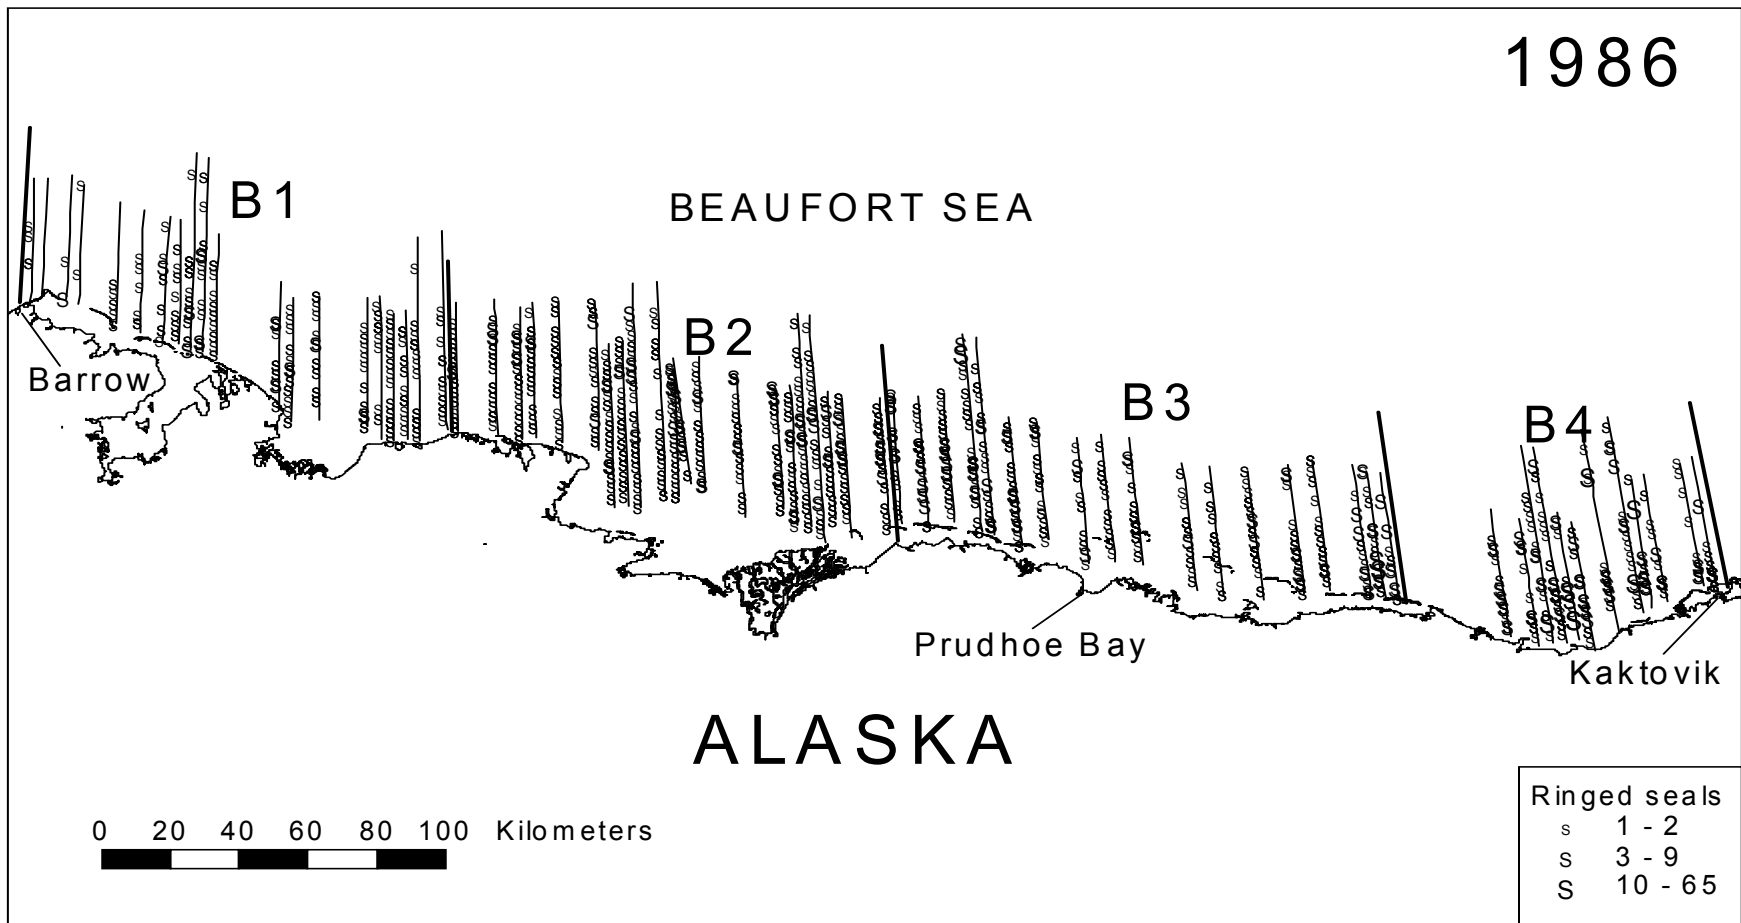 1986
B1
BEAUFORT SEA
B2
Barrow
B3
B4
Prudhoe Bay
Kaktovik
ALASKA
Ringed seals
s 1 - 2
s 3 - 9
S 10 - 65
0 20 40 60 80 100 Kilometers